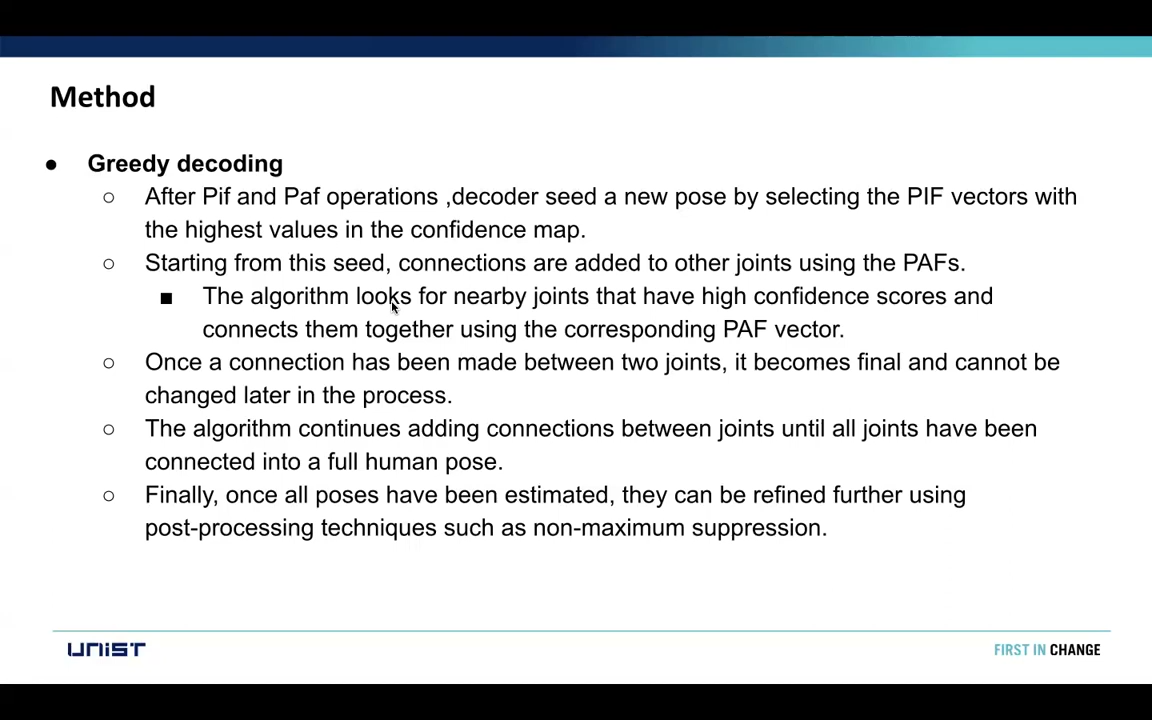 Method
● Greedy decoding
○ After Pif and Paf operations ,decoder seed a new pose by selecting the PIF vectors with
the highest values in the confidence map.
○ Starting from this seed, connections are added to other joints using the PAFs.
■ The algorithm looks for nearby joints that have high confidence scores and
connects them together using the corresponding PAF vector.
○ Once a connection has been made between two joints, it becomes final and cannot be
changed later in the process.
○ The algorithm continues adding connections between joints until all joints have been
connected into a full human pose.
○ Finally, once all poses have been estimated, they can be refined further using
post-processing techniques such as non-maximum suppression.
UNIST
FIRST IN CHANGE